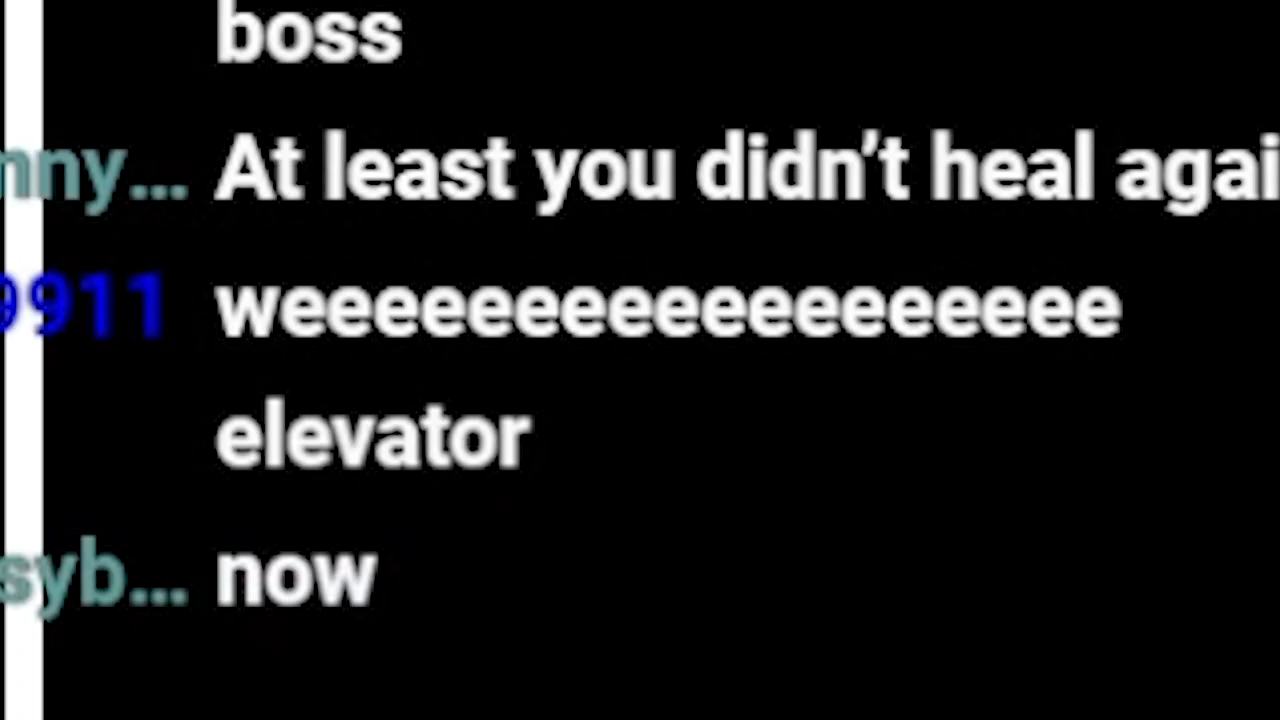 boss
nny... At least you didn’t heal agai
9911 weeeeeeeeeeeeeeeeee
elevator
syb... now